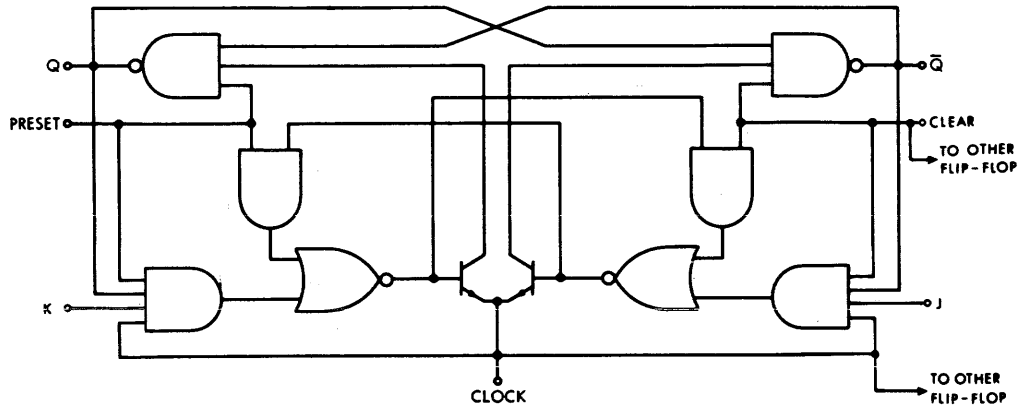 Q
Q̅
PRESET
CLEAR
TO OTHER
FLIP-FLOP
K
J
CLOCK
TO OTHER
FLIP-FLOP